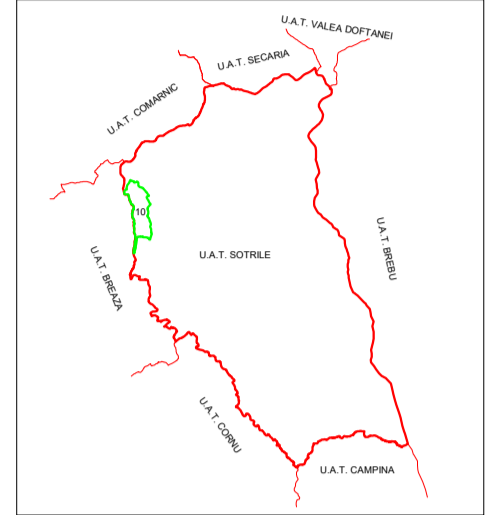 U.A.T. VALEA DOFTANEI
U.A.T. SECARIA
U.A.T. COMARNIC
10
U.A.T. BREAZA
U.A.T. SOTRILE
U.A.T. BREBU
U.A.T. CORNU
U.A.T. CAMPINA